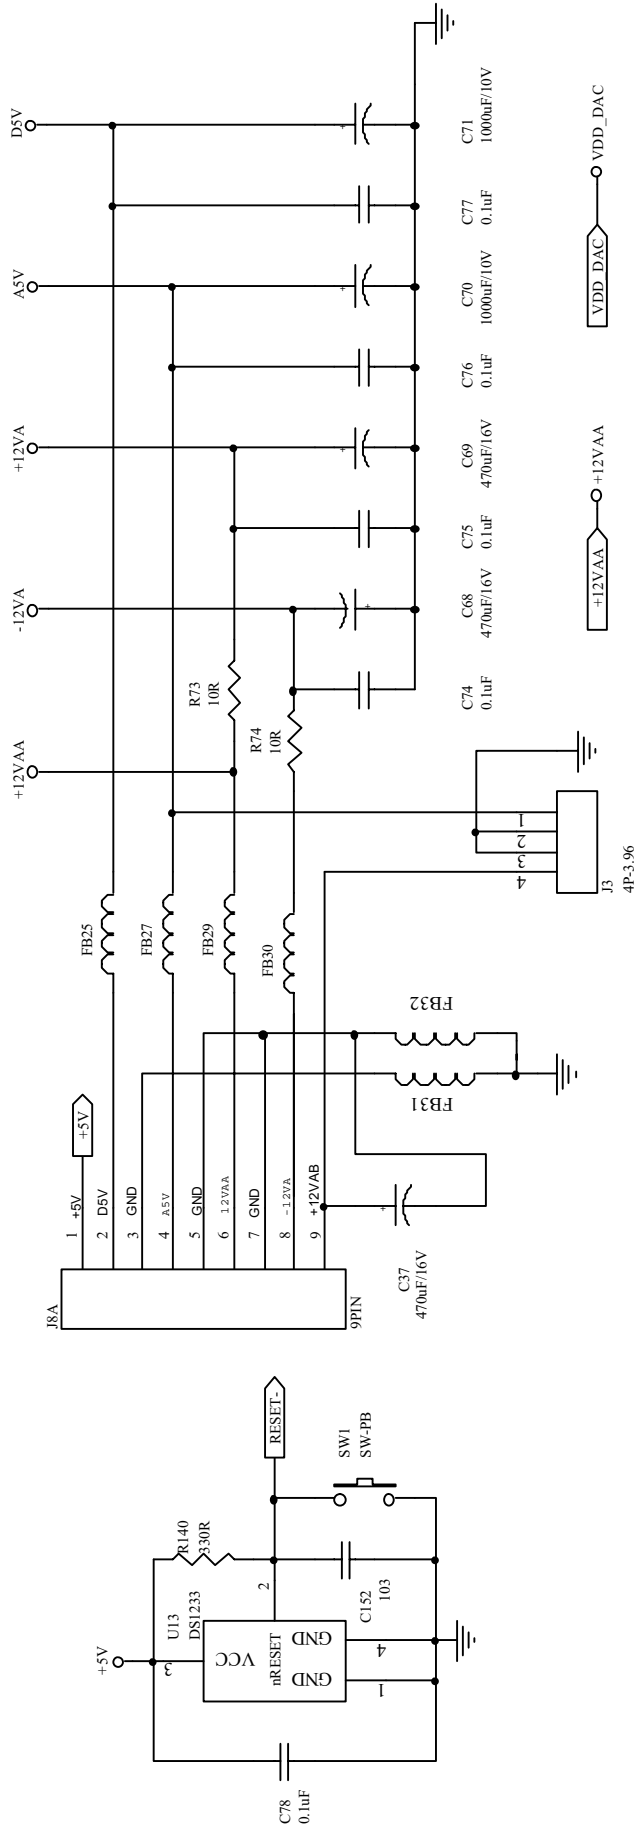 +5V
3
VCC
U13
DS1233
nRESET
GND
GND
1
4
2
R140
330R
C78
0.1uF
C152
103
SW1
SW-PB
RESET-
J8A
9PIN
1 +5V
2 D5V
3 GND
4 A5V
5 GND
6 12VAA
7 GND
8 -12VA
9 +12VAB
+5V
C37
470uF/16V
FB25
FB27
FB29
FB30
FB31
FB32
J3
4P-3.96
4
3
2
1
+12VAA
-12VA
+12VA
A5V
D5V
R73
10R
R74
10R
C74
0.1uF
C68
470uF/16V
C75
0.1uF
C69
470uF/16V
C76
0.1uF
C70
1000uF/10V
C77
0.1uF
C71
1000uF/10V
+12VAA
+12VAA
VDD_DAC
VDD_DAC